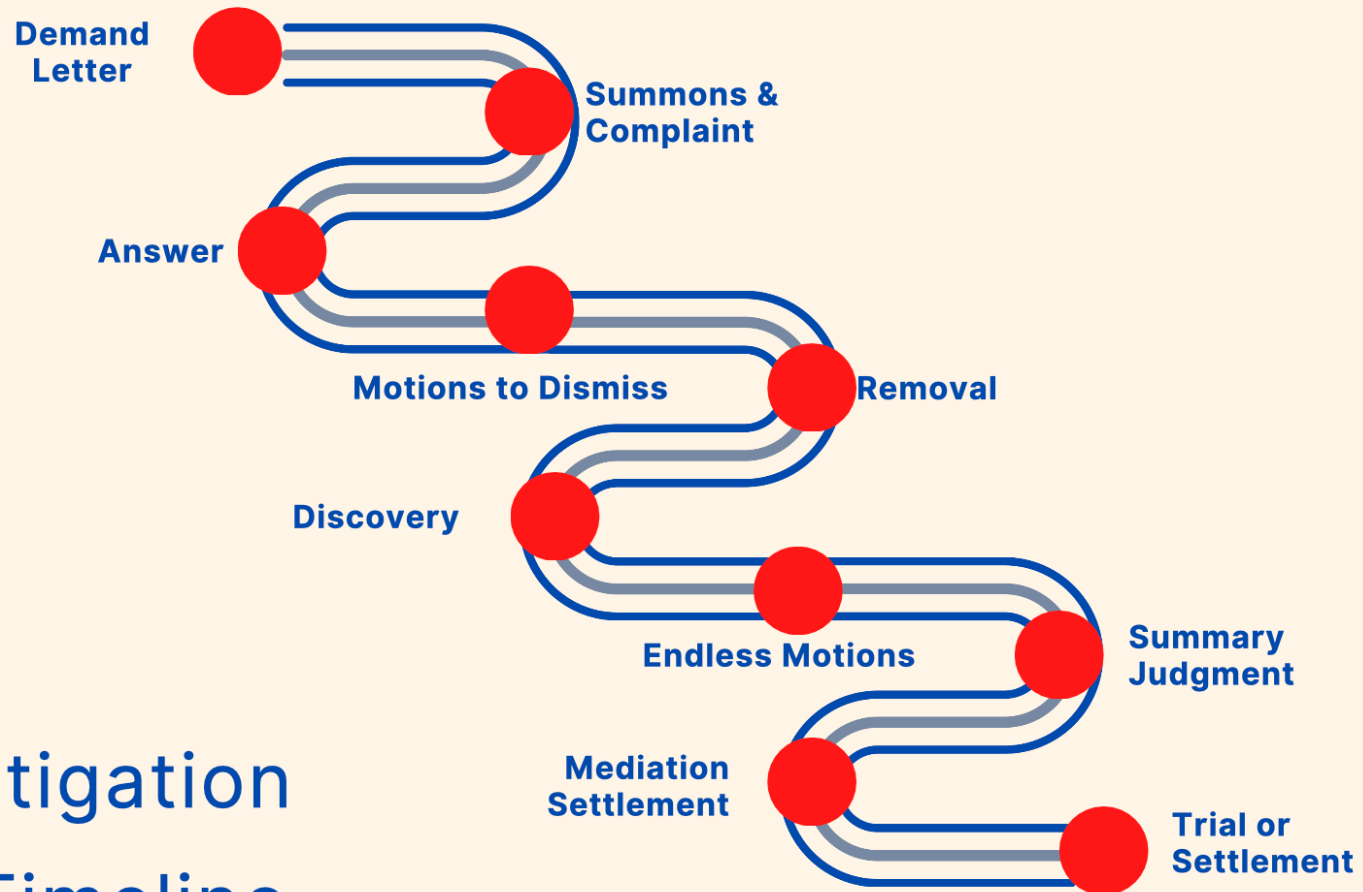 Demand
Letter
Summons &
Complaint
Answer
Motions to Dismiss
Removal
Discovery
Endless Motions
Summary
Judgment
Mediation
Settlement
Trial or
Settlement
tigation
Timeline